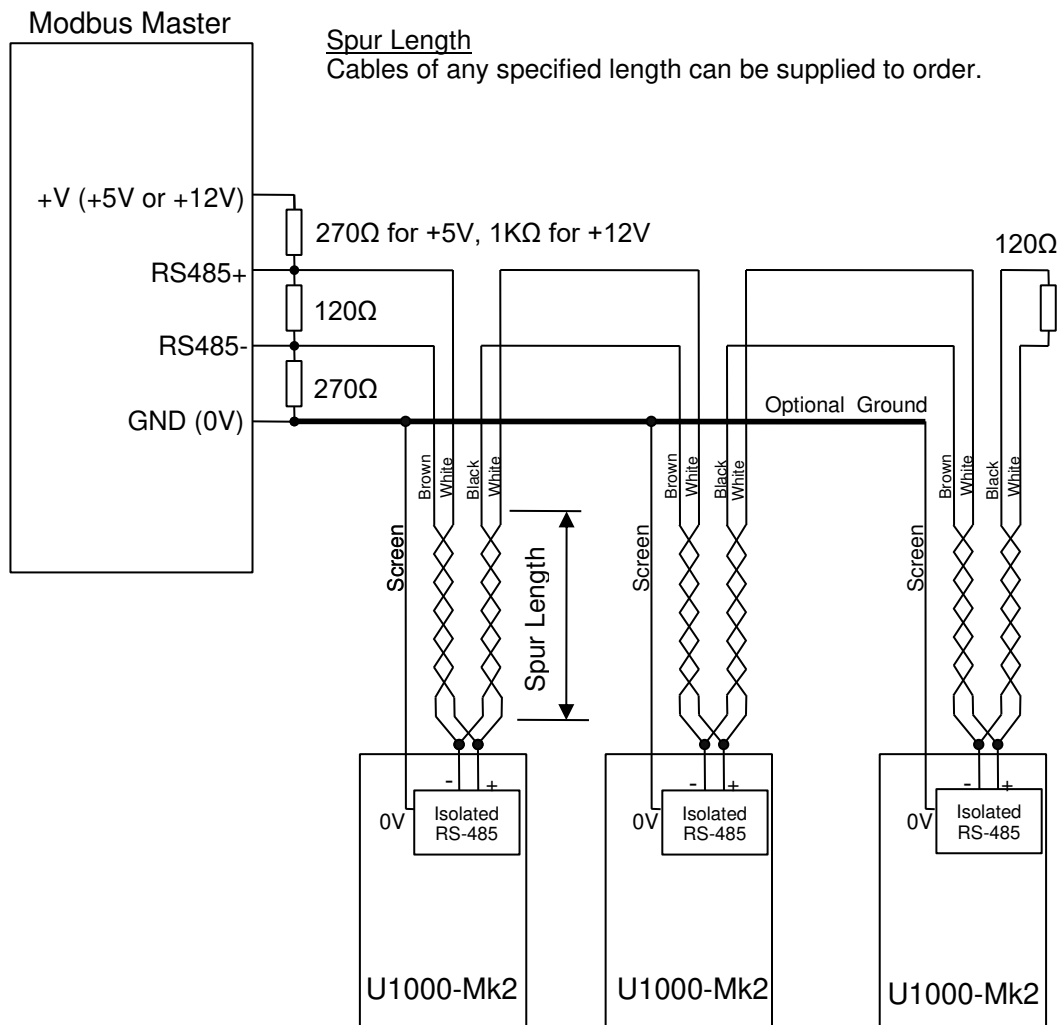 Modbus Master
Spur Length
Cables of any specified length can be supplied to order.
+V (+5V or +12V)
270Ω for +5V, 1KΩ for +12V
120Ω
RS485+
120Ω
RS485-
270Ω
GND (0V)
Optional Ground
Brown
White
Black
White
Brown
White
Black
White
Brown
White
Black
White
Screen
Spur Length
Screen
Screen
- +
- +
- +
0V
Isolated
RS-485
0V
Isolated
RS-485
0V
Isolated
RS-485
U1000-Mk2
U1000-Mk2
U1000-Mk2